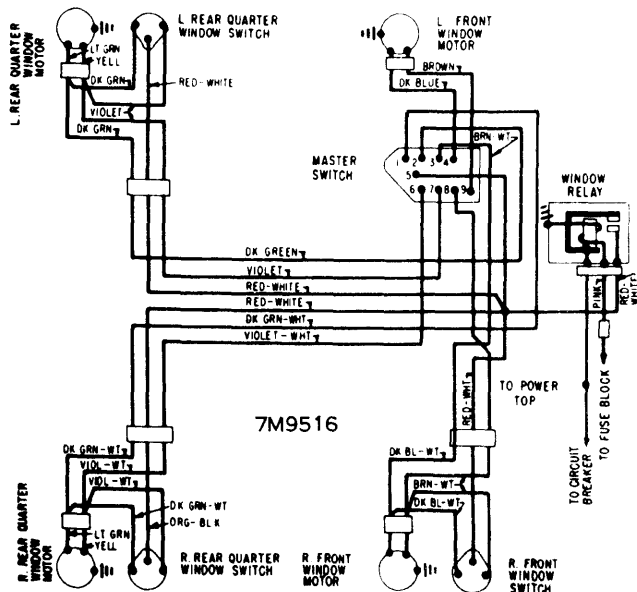 L. REAR QUARTER
WINDOW
MOTOR
LT GRN
YELL
DK GRN
VIOLET
DK GRN
L REAR QUARTER
WINDOW SWITCH
RED-WHITE
L FRONT
WINDOW
MOTOR
BROWN
DK BLUE
BRN-WT
MASTER
SWITCH
1 2 3 4
5
6 7 8 9
WINDOW
RELAY
PINK
RED-
WHITE
DK GREEN
VIOLET
RED-WHITE
RED-WHITE
DK GRN-WHT
VIOLET-WHT
TO POWER
TOP
RED-WHT
TO FUSE BLOCK
TO CIRCUIT
BREAKER
7M9516
DK GRN-WT
VIOL-WT
VIOL-WT
DK GRN-WT
ORG-BLK
LT GRN
YELL
R. REAR QUARTER
WINDOW
MOTOR
R. REAR QUARTER
WINDOW SWITCH
DK BL-WT
BRN-WT
DK BL-WT
R. FRONT
WINDOW
MOTOR
R. FRONT
WINDOW
SWITCH